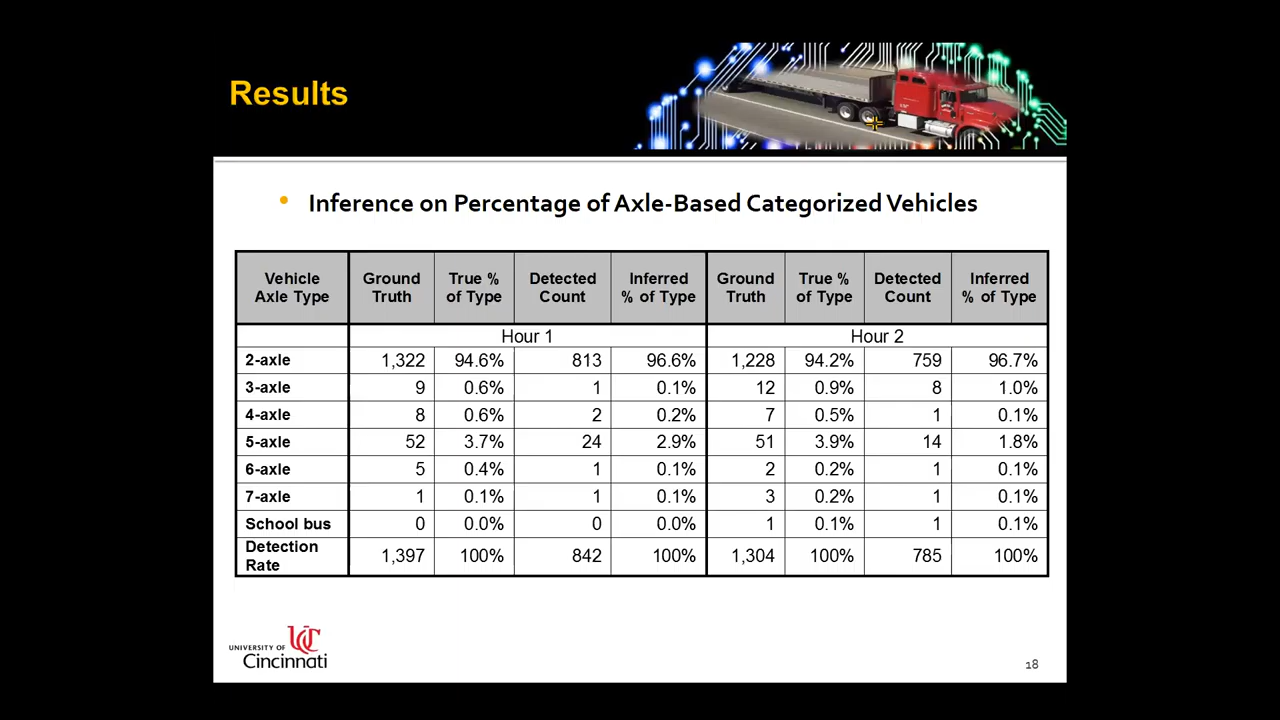 Results
• Inference on Percentage of Axle-Based Categorized Vehicles
Vehicle Axle Type Ground Truth True % of Type Detected Count Inferred % of Type Ground Truth True % of Type Detected Count Inferred % of Type
Hour 1 Hour 2
2-axle 1,322 94.6% 813 96.6% 1,228 94.2% 759 96.7%
3-axle 9 0.6% 1 0.1% 12 0.9% 8 1.0%
4-axle 8 0.6% 2 0.2% 7 0.5% 1 0.1%
5-axle 52 3.7% 24 2.9% 51 3.9% 14 1.8%
6-axle 5 0.4% 1 0.1% 2 0.2% 1 0.1%
7-axle 1 0.1% 1 0.1% 3 0.2% 1 0.1%
School bus 0 0.0% 0 0.0% 1 0.1% 1 0.1%
Detection Rate 1,397 100% 842 100% 1,304 100% 785 100%
UNIVERSITY OF
Cincinnati
18